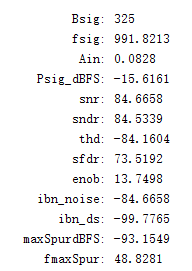 Bsig: 325
fsig: 991.8213
Ain: 0.0828
Psig_dBFS: -15.6161
snr: 84.6658
sndr: 84.5339
thd: -84.1604
sfdr: 73.5192
enob: 13.7498
ibn_noise: -84.6658
ibn_ds: -99.7765
maxSpurdBFS: -93.1549
fmaxSpur: 48.8281